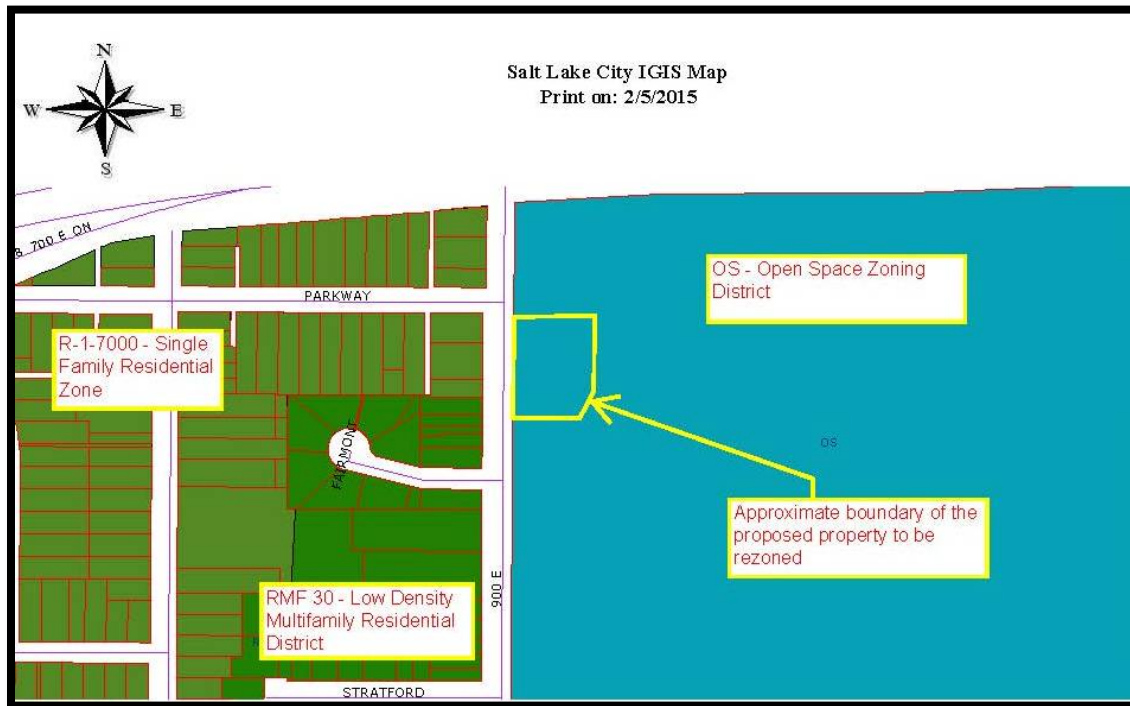 N
W E
S
Salt Lake City IGIS Map
Print on: 2/5/2015
B 700 E ON
PARKWAY
OS - Open Space Zoning
District
R-1-7000 - Single
Family Residential
Zone
FAIRMONT
OS
Approximate boundary of the
proposed property to be
rezoned
900 E
RMF 30 - Low Density
Multifamily Residential
District
STRATFORD